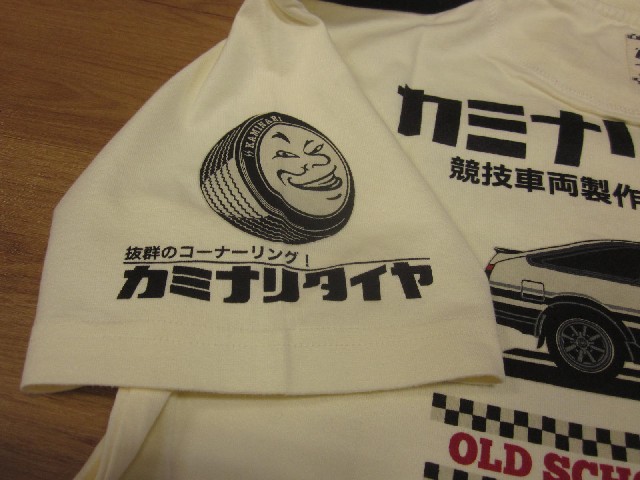 KAMINARI
抜群のコーナーリング!
カミナリタイヤ
カミナリ
競技車両製作
OLD SCHO